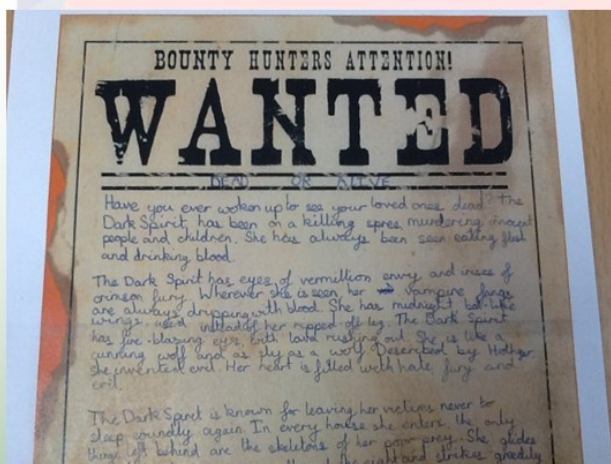 BOUNTY HUNTERS ATTENTION!
WANTED
DEAD OR ALIVE
Have you ever woken up to see your loved ones dead? The
Dark Spirit has been on a killing spree, murdering inocent
people and children. She has always been seen eating flesh
and drinking blood.
The Dark Spirit has eyes of vermillion envy and irises of
crimson fury. Wherever she is seen, her vampire fangs
are always dripping with blood. She has midnight bat-like
wings, used instead of her ripped off leg. The Dark Spirit
has fire-blazing eyes, with lava rushing out. She is like a
cunning wolf and as sly as a Described by
she invented evil. Her heart is filled with hate, fury and
evil.
The Dark Spirit is known for leaving her victims never to
sleep soundly again. In every house she enters, the only
things left behind are the skeletons of her poor prey. She glides
the night and strikes greedily